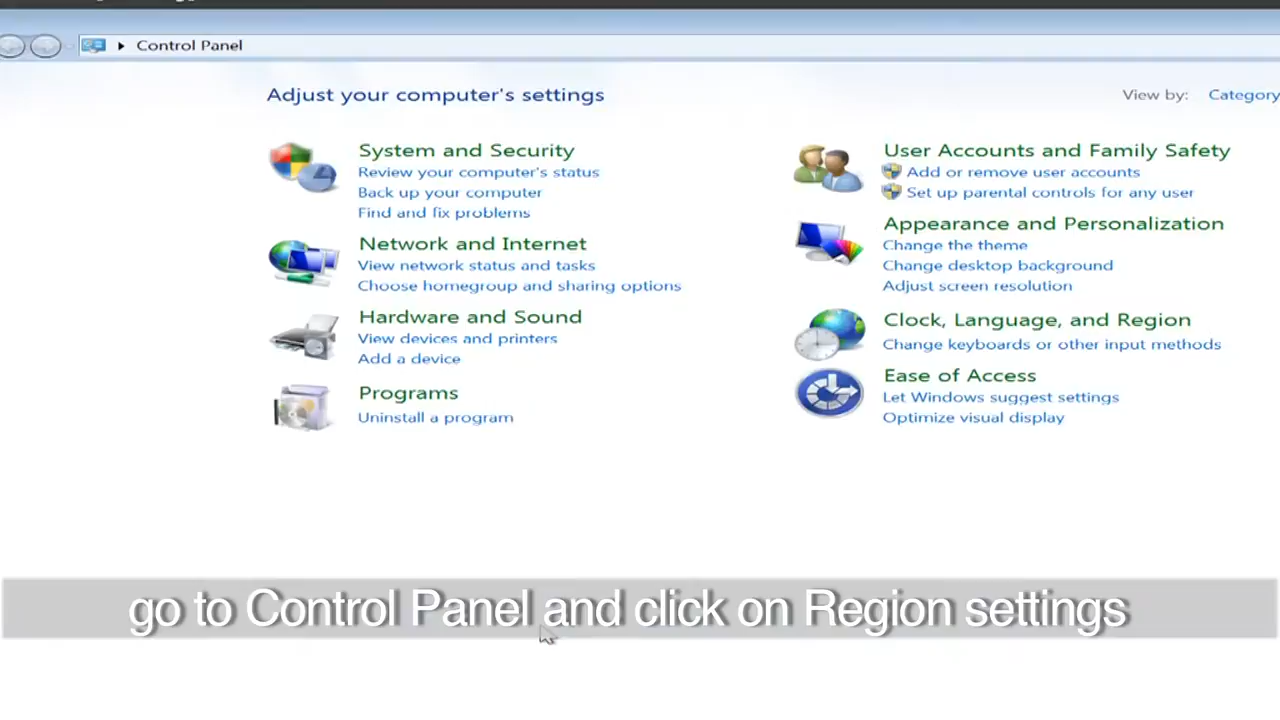 Control Panel
Adjust your computer's settings
View by: Category
System and Security
Review your computer's status
Back up your computer
Find and fix problems
Network and Internet
View network status and tasks
Choose homegroup and sharing options
Hardware and Sound
View devices and printers
Add a device
Programs
Uninstall a program
User Accounts and Family Safety
Add or remove user accounts
Set up parental controls for any user
Appearance and Personalization
Change the theme
Change desktop background
Adjust screen resolution
Clock, Language, and Region
Change keyboards or other input methods
Ease of Access
Let Windows suggest settings
Optimize visual display
go to Control Panel and click on Region settings